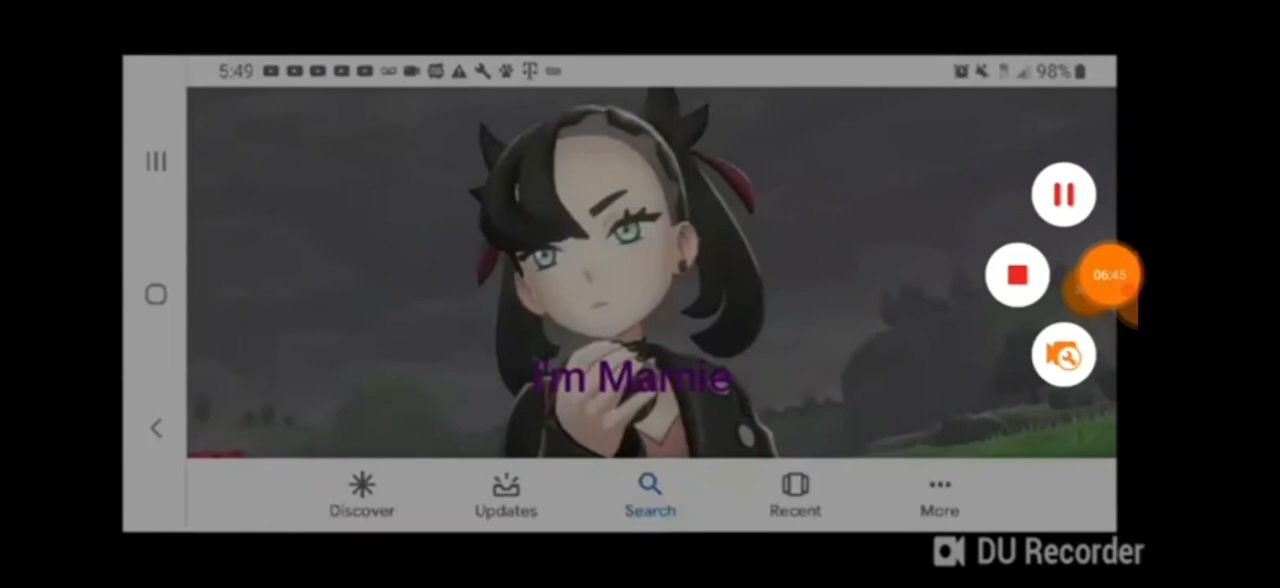 5:49
98%
06:45
I'm Marnie
Discover
Updates
Search
Recent
More
DU Recorder